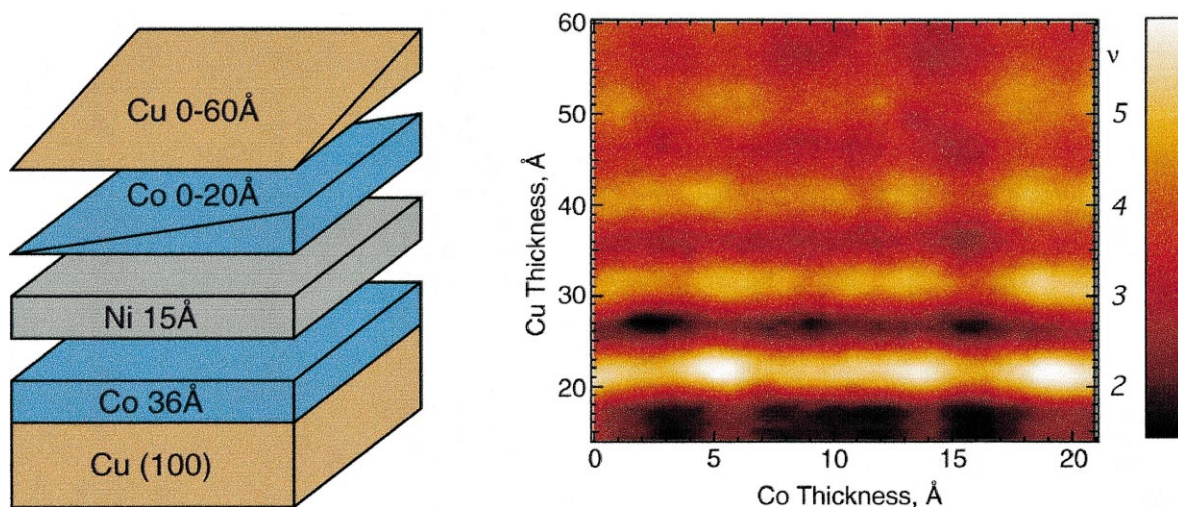 Cu 0-60Å
Co 0-20Å
Ni 15Å
Co 36Å
Cu (100)
Cu Thickness, Å
60
50
40
30
20
0
5
10
15
20
Co Thickness, Å
ν
5
4
3
2